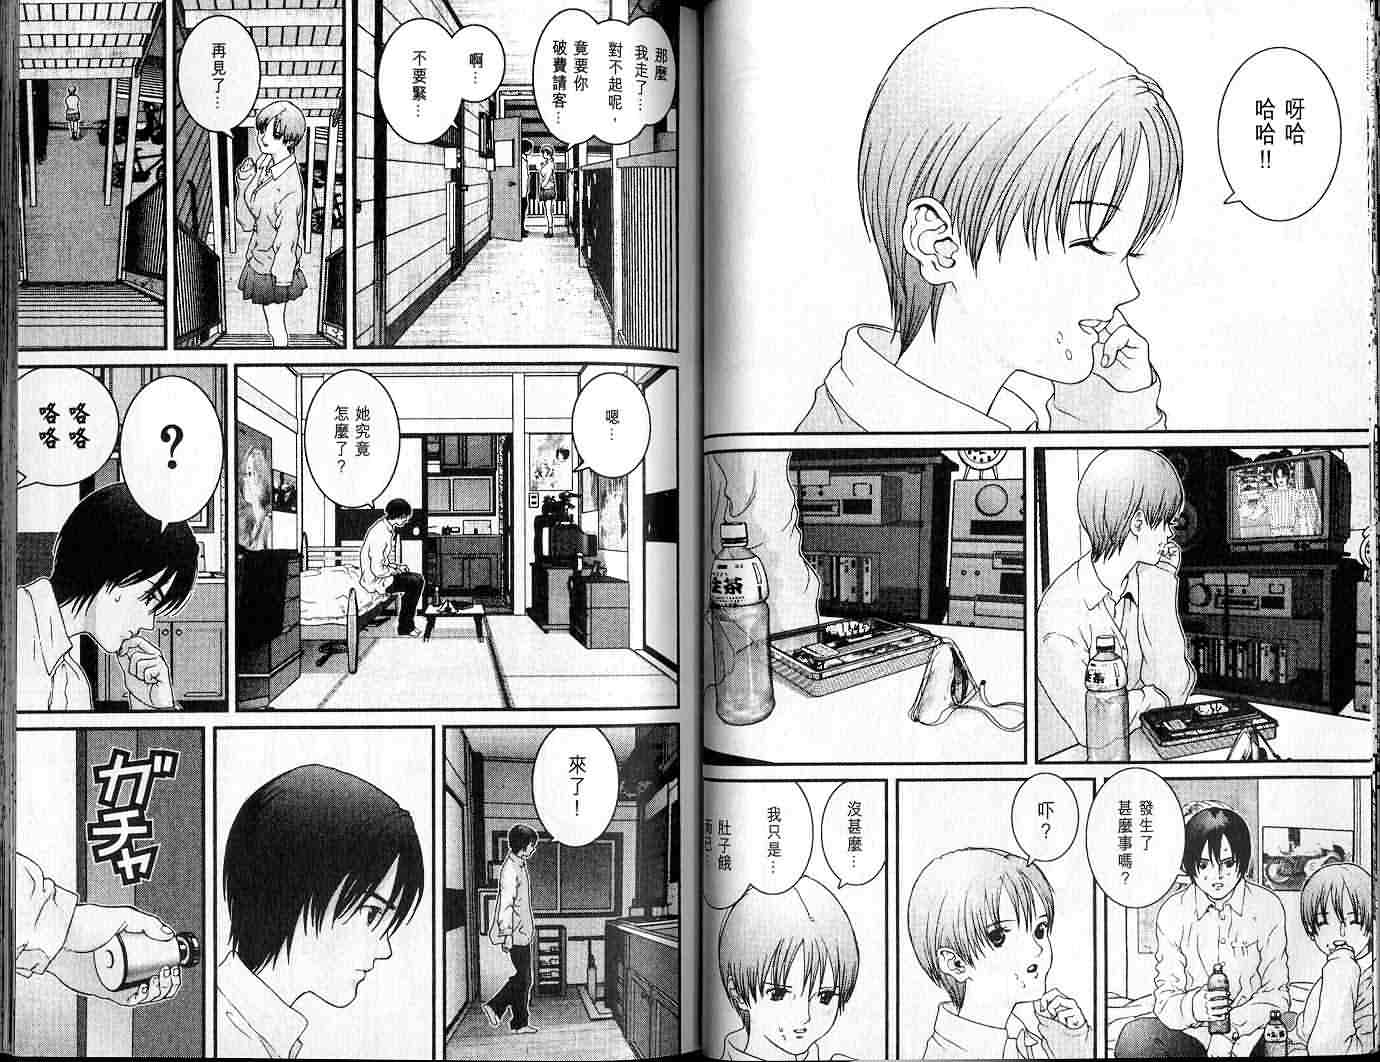 呀哈
哈哈!!
發生了
甚麼事嗎？
吓？
沒甚麼…
我只是…
肚子餓
而已
那麼
我走了…
對不起呢，
竟要你
破費請客…
啊…
不要緊…
再見了…
嗯…
她究竟
怎麼了？
？
咯咯
咯咯
來了！
ガチャ